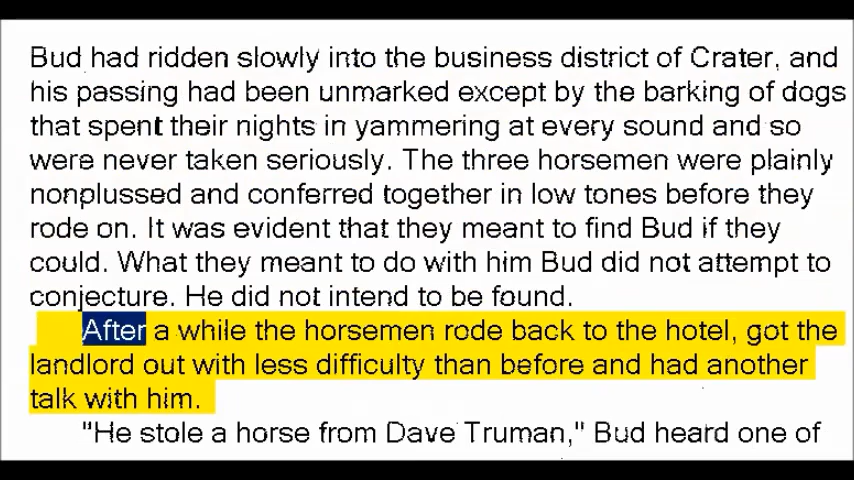 Bud had ridden slowly into the business district of Crater, and
his passing had been unmarked except by the barking of dogs
that spent their nights in yammering at every sound and so
were never taken seriously. The three horsemen were plainly
nonplussed and conferred together in low tones before they
rode on. It was evident that they meant to find Bud if they
could. What they meant to do with him Bud did not attempt to
conjecture. He did not intend to be found.
After a while the horsemen rode back to the hotel, got the
landlord out with less difficulty than before and had another
talk with him.
"He stole a horse from Dave Truman," Bud heard one of